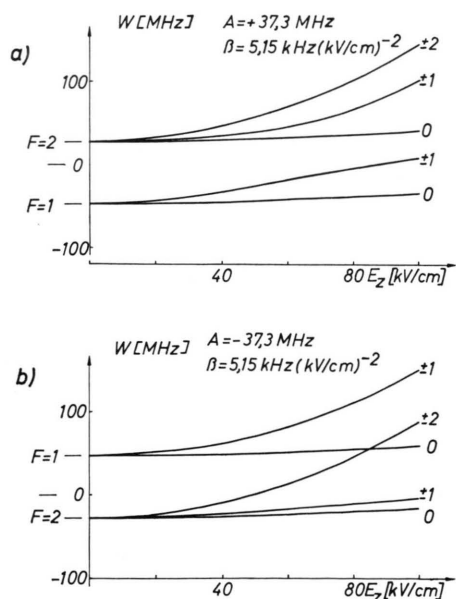 W [MHz] A = +37,3 MHz
a) ß = 5,15 kHz (kV/cm)⁻²
±2
100
±1
0
F=2
0
±1
F=1
0
-100
40 80 E_z [kV/cm]
W [MHz] A = -37,3 MHz
b) ß = 5,15 kHz (kV/cm)⁻²
±1
100
±2
F=1
0
±1
F=2
0
-100
40 80 E_z [kV/cm]